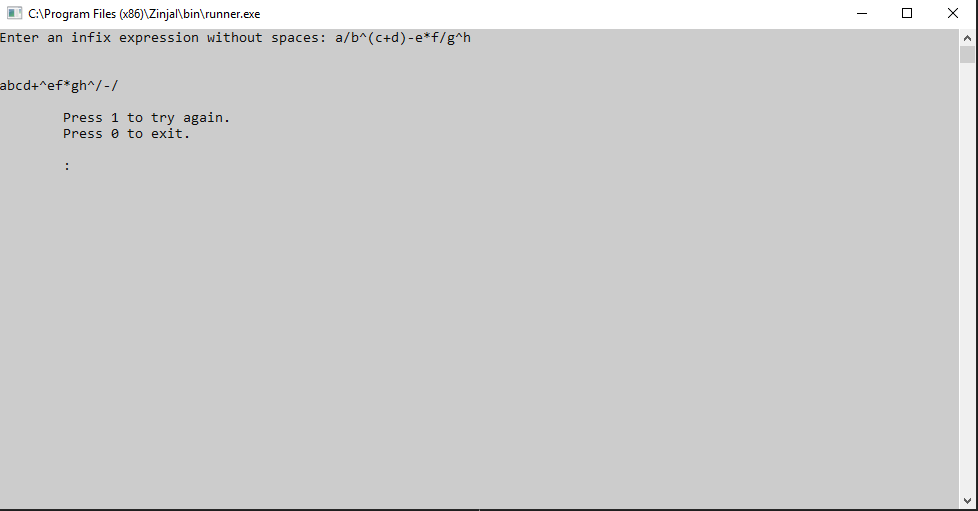 C:\Program Files (x86)\Zinjal\bin\runner.exe
Enter an infix expression without spaces: a/b^(c+d)-e*f/g^h
abcd+^ef*gh^/-/
Press 1 to try again.
Press 0 to exit.
: